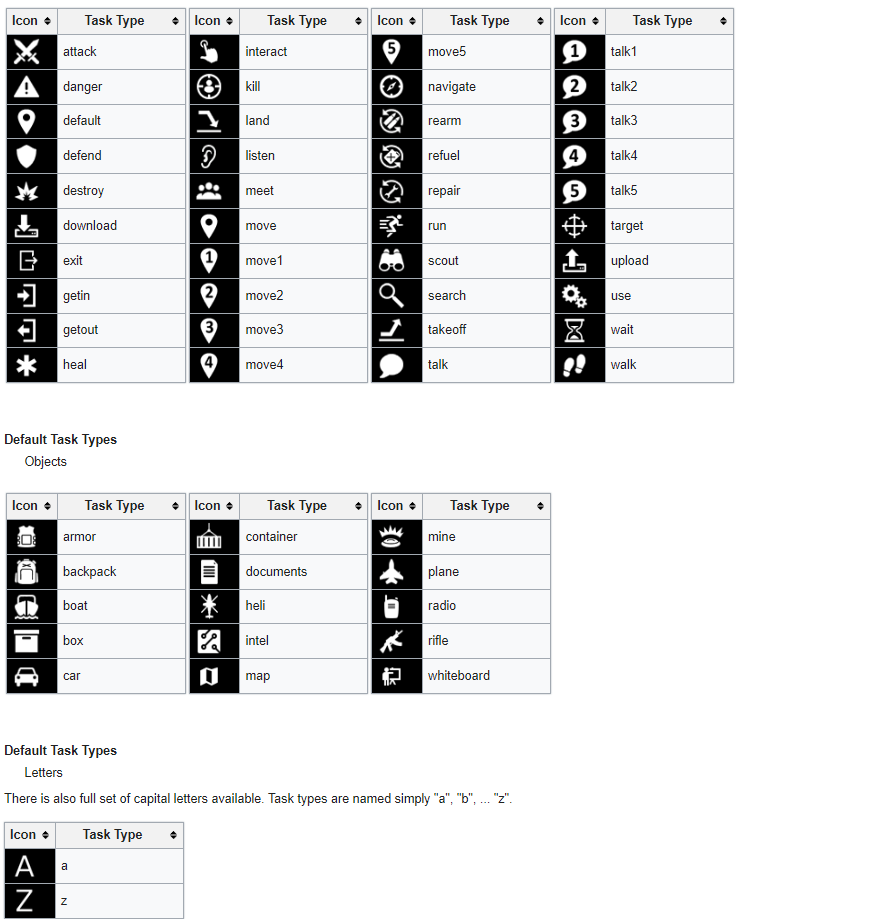 Icon Task Type Icon Task Type Icon Task Type Icon Task Type
attack interact 5 move5 1 talk1
danger kill navigate 2 talk2
default land rearm 3 talk3
defend listen refuel 4 talk4
destroy meet repair 5 talk5
download move run target
exit 1 move1 scout upload
getin 2 move2 search use
getout 3 move3 takeoff wait
heal 4 move4 talk walk
Default Task Types
Objects
Icon Task Type Icon Task Type Icon Task Type
armor container mine
backpack documents plane
boat heli radio
box intel rifle
car map whiteboard
Default Task Types
Letters
There is also full set of capital letters available. Task types are named simply "a", "b", ... "z".
Icon Task Type
A a
Z z